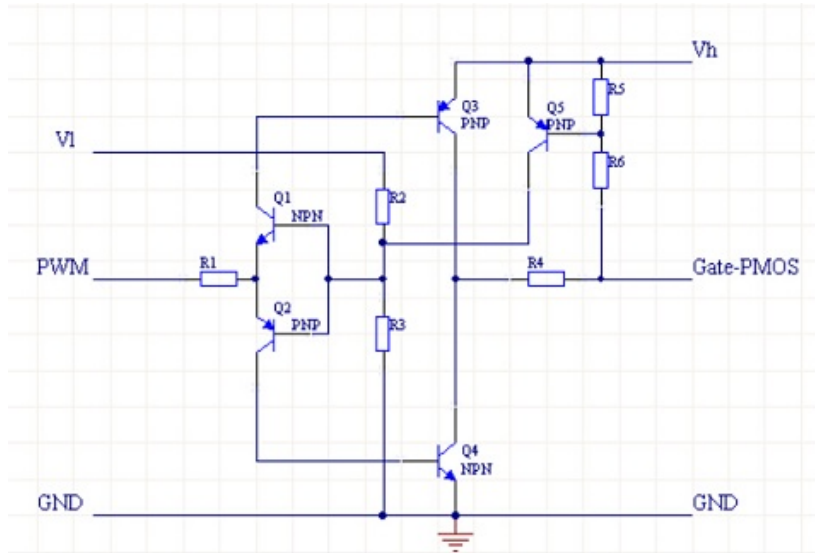 Vh
R5
Q3
PNP
Q5
PNP
Vl
R6
Q1
NPN
R2
PWM
R1
R4
Gate-PMOS
Q2
PNP
R3
Q4
NPN
GND
GND